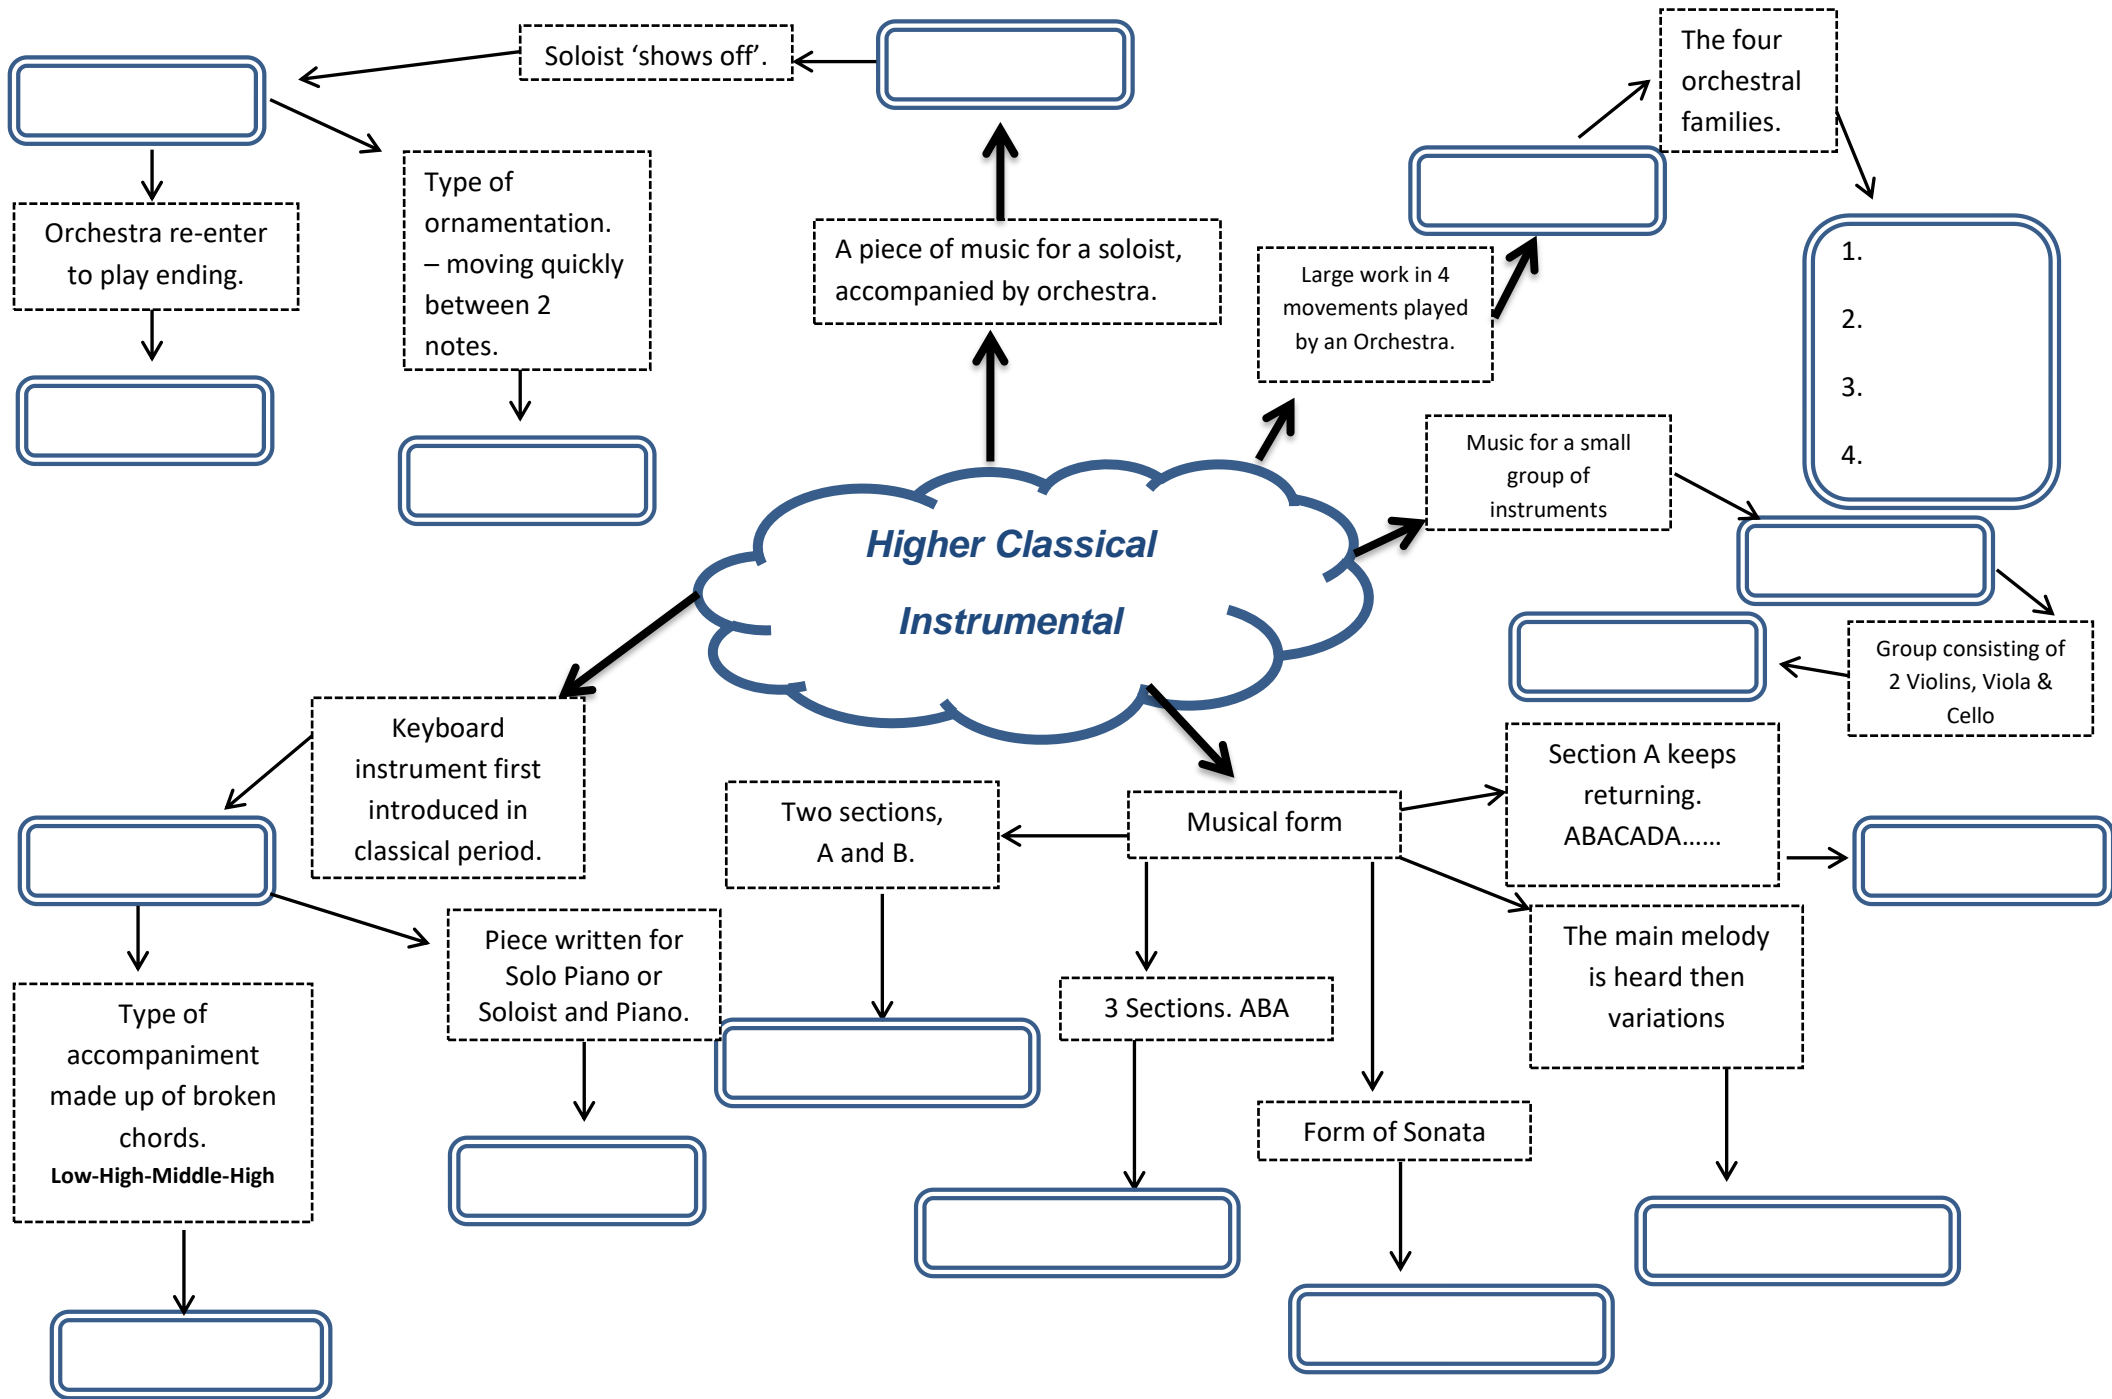 Soloist ‘shows off’.
The four
orchestral
families.
Type of
ornamentation.
– moving quickly
between 2
notes.
Orchestra re-enter
to play ending.
A piece of music for a soloist,
accompanied by orchestra.
Large work in 4
movements played
by an Orchestra.
1.
2.
3.
4.
Music for a small
group of
instruments
Higher Classical
Instrumental
Group consisting of
2 Violins, Viola &
Cello
Keyboard
instrument first
introduced in
classical period.
Two sections,
A and B.
Musical form
Section A keeps
returning.
ABACADA......
Piece written for
Solo Piano or
Soloist and Piano.
The main melody
is heard then
variations
Type of
accompaniment
made up of broken
chords.
Low-High-Middle-High
3 Sections. ABA
Form of Sonata